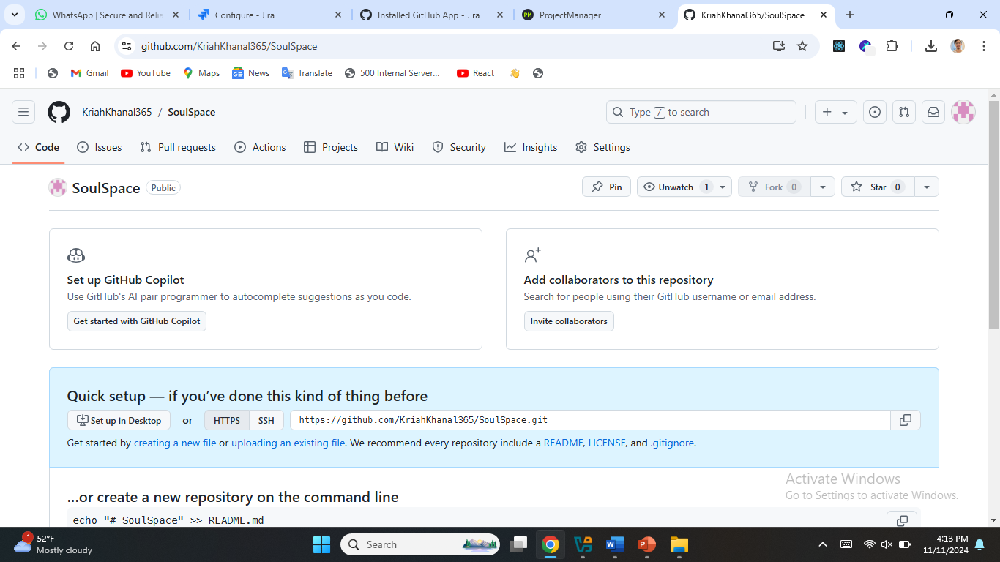 WhatsApp | Secure and Relia
Configure - Jira
Installed GitHub App - Jira
PM
ProjectManager
KriahKhanal365/SoulSpace
github.com/KriahKhanal365/SoulSpace
Gmail
YouTube
Maps
News
Translate
500 Internal Server...
React
KriahKhanal365 / SoulSpace
Type / to search
Code
Issues
Pull requests
Actions
Projects
Wiki
Security
Insights
Settings
SoulSpace Public
Pin
Unwatch 1
Fork 0
Star 0
Set up GitHub Copilot
Use GitHub's AI pair programmer to autocomplete suggestions as you code.
Get started with GitHub Copilot
Add collaborators to this repository
Search for people using their GitHub username or email address.
Invite collaborators
Quick setup — if you’ve done this kind of thing before
Set up in Desktop or HTTPS SSH https://github.com/KriahKhanal365/SoulSpace.git
Get started by creating a new file or uploading an existing file. We recommend every repository include a README, LICENSE, and .gitignore.
…or create a new repository on the command line
echo "# SoulSpace" >> README.md
Activate Windows
Go to Settings to activate Windows.
1
52°F
Mostly cloudy
Search
4:13 PM
11/11/2024